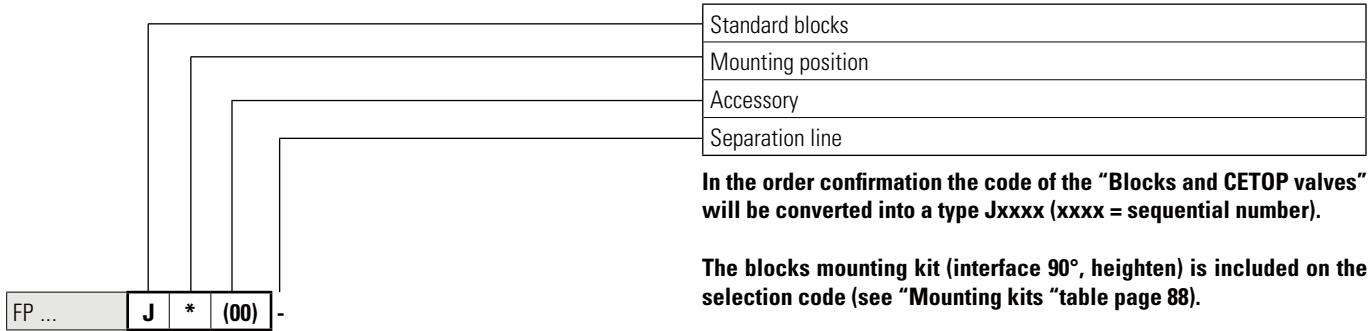 Standard blocks
Mounting position
Accessory
Separation line
In the order confirmation the code of the “Blocks and CETOP valves”
will be converted into a type Jxxxx (xxxx = sequential number).
The blocks mounting kit (interface 90°, heighten) is included on the
selection code (see “Mounting kits “table page 88).
FP ... J * (00) -